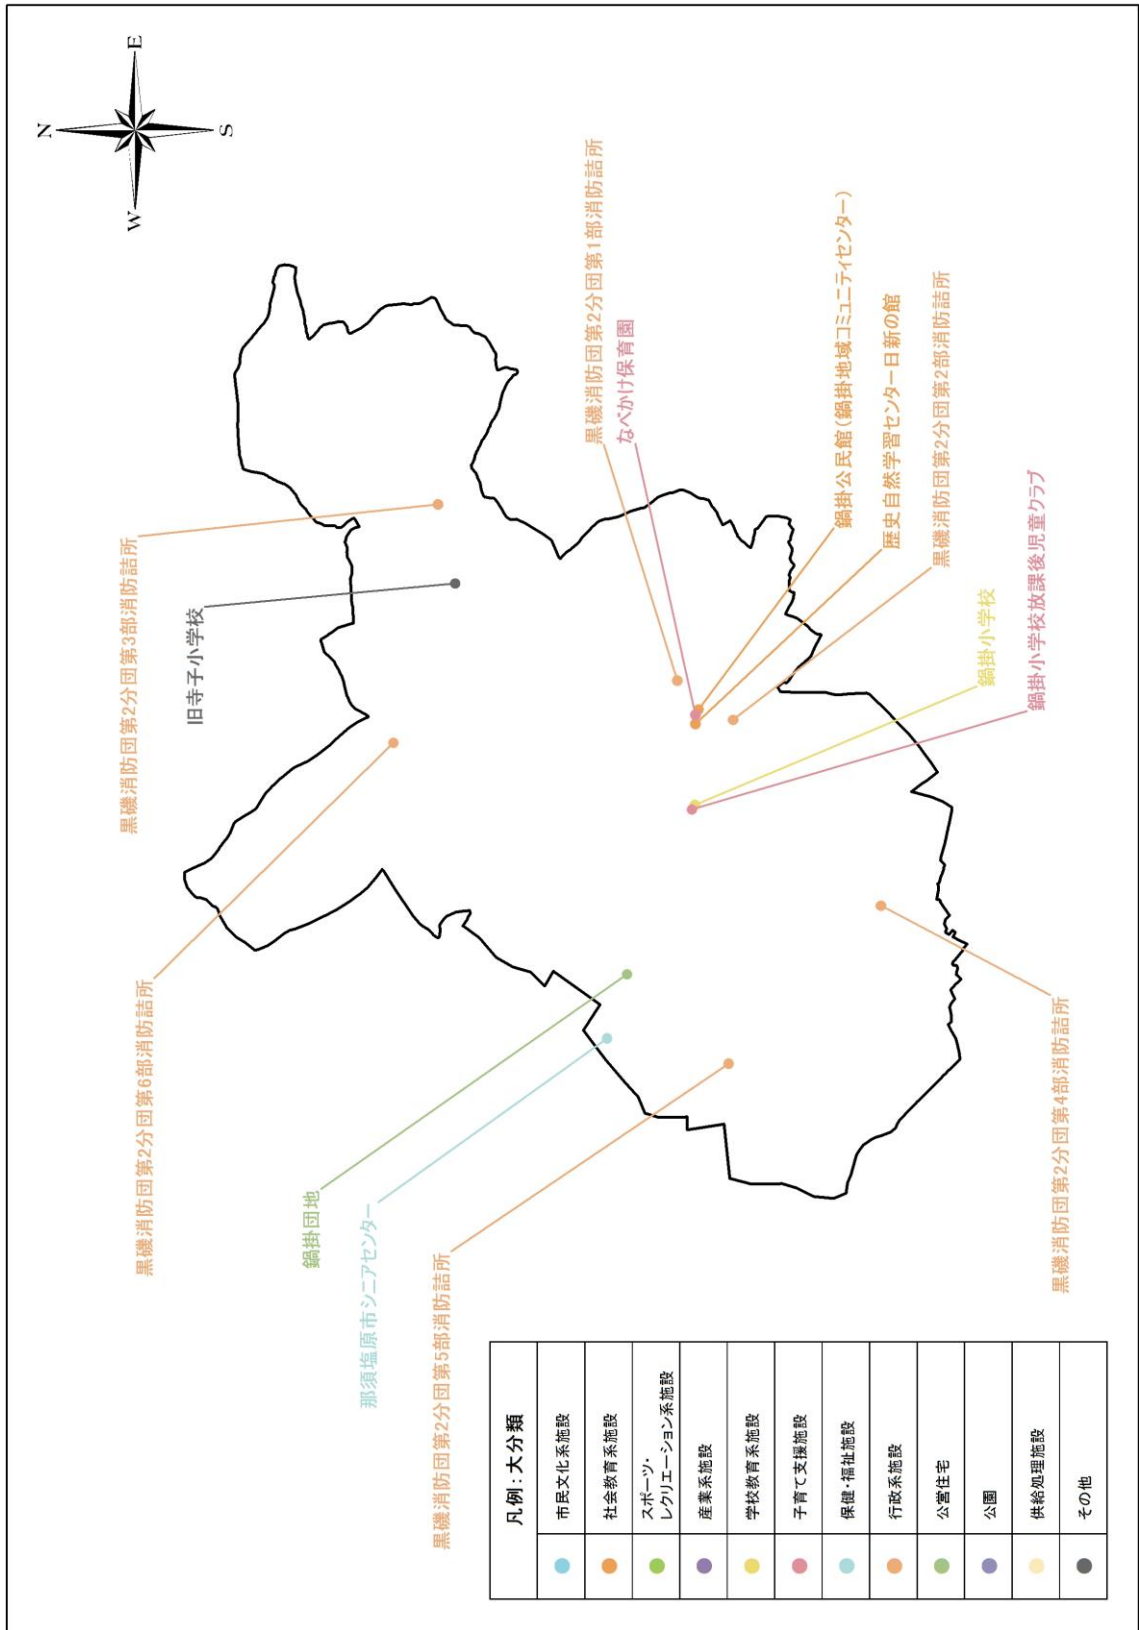 N
E
S
W
黒磯消防団第2分団第6部消防詰所
黒磯消防団第2分団第3部消防詰所
旧寺子小学校
鍋掛団地
那須塩原市シニアセンター
黒磯消防団第2分団第5部消防詰所
黒磯消防団第2分団第1部消防詰所
なべかけ保育園
鍋掛公民館(鍋掛地域コミュニティセンター)
歴史自然学習センター日新の館
黒磯消防団第2分団第2部消防詰所
鍋掛小学校
鍋掛小学校放課後児童クラブ
黒磯消防団第2分団第4部消防詰所
凡例:大分類
市民文化系施設
社会教育系施設
スポーツ・
レクリエーション系施設
産業系施設
学校教育系施設
子育て支援施設
保健・福祉施設
行政系施設
公営住宅
公園
供給処理施設
その他